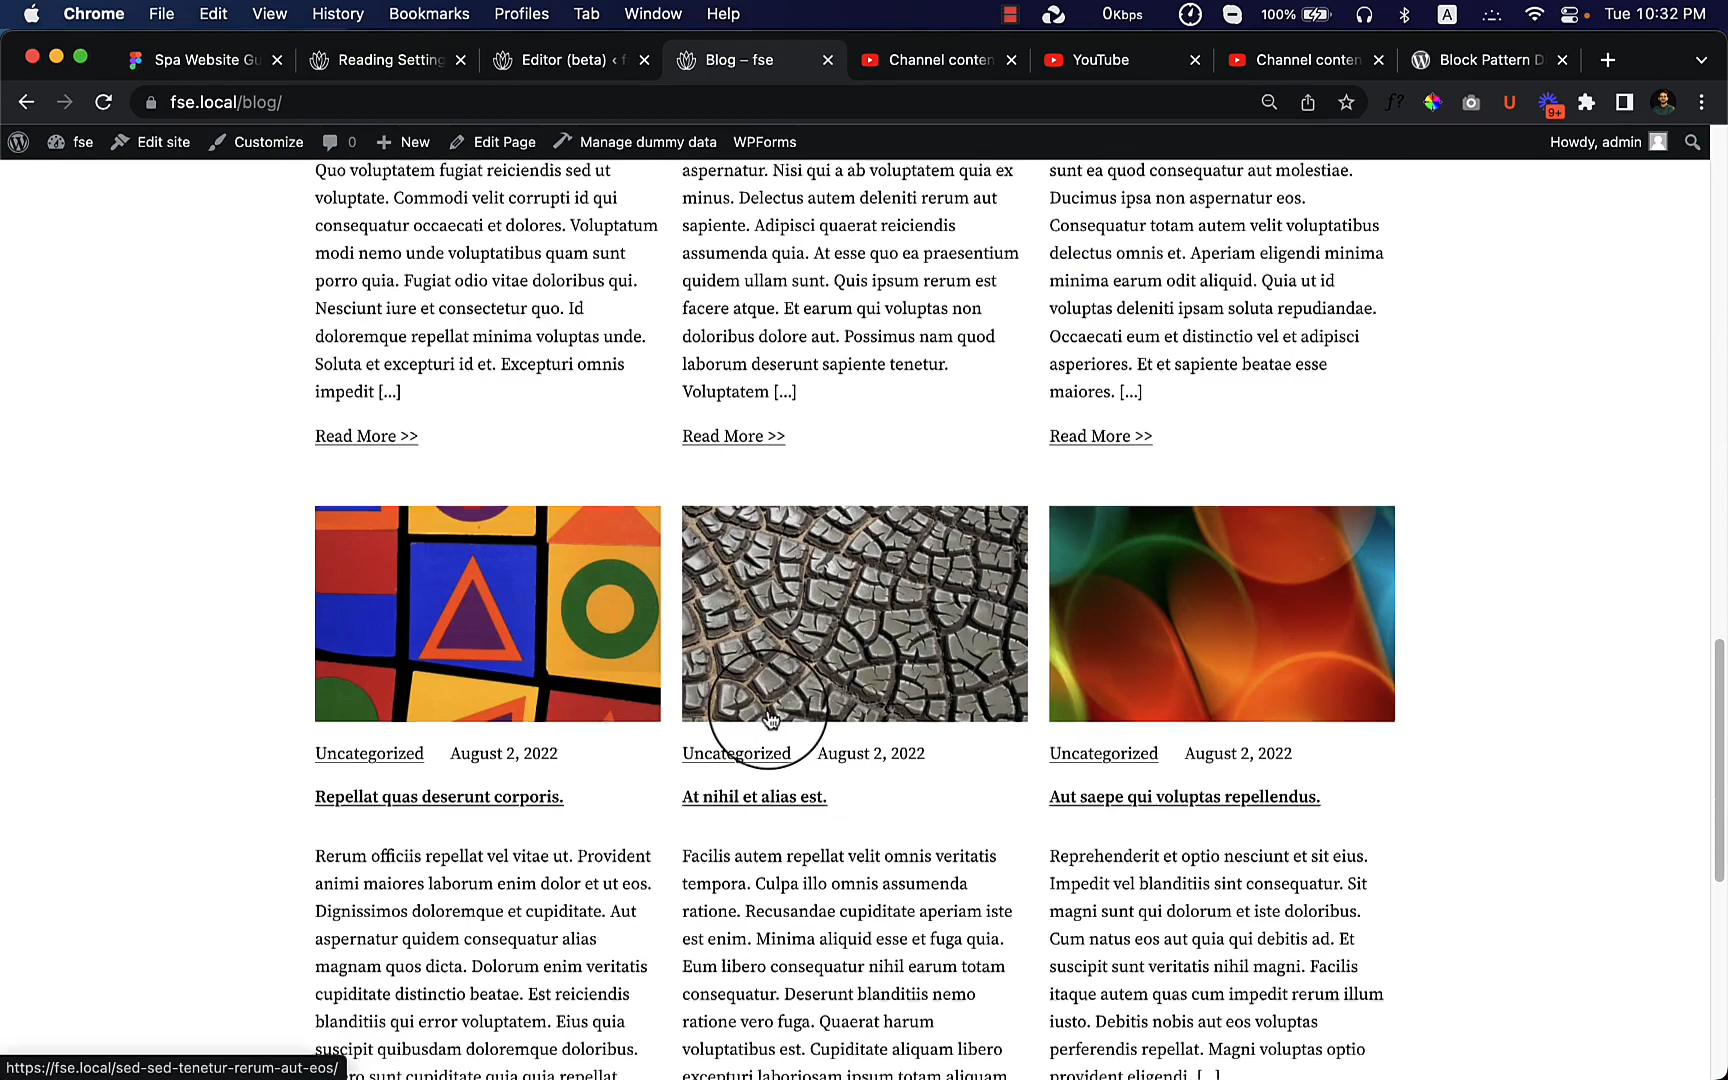 Chrome File Edit View History Bookmarks Profiles Tab Window Help 0Kbps 100% A Tue 10:32 PM
Spa Website Gu Reading Setting Editor (beta) ‹ f Blog – fse Channel conten YouTube Channel conten Block Pattern D
fse.local/blog/ f? U 9+
fse Edit site Customize 0 New Edit Page Manage dummy data WPForms Howdy, admin
Quo voluptatem fugiat reiciendis sed ut
voluptate. Commodi velit corrupti id qui
consequatur occaecati et dolores. Voluptatum
modi nemo unde voluptatibus quam sunt
porro quia. Fugiat odio vitae doloribus qui.
Nesciunt iure et consectetur quo. Id
doloremque repellat minima voluptas unde.
Soluta et excepturi id et. Excepturi omnis
impedit […]
Read More >>
aspernatur. Nisi qui a ab voluptatem quia ex
minus. Delectus autem deleniti rerum aut
sapiente. Adipisci quaerat reiciendis
assumenda quia. At esse quo ea praesentium
quidem ullam sunt. Quis ipsum rerum est
facere atque. Et earum qui voluptas non
doloribus dolore aut. Possimus nam quod
laborum deserunt sapiente tenetur.
Voluptatem […]
Read More >>
sunt ea quod consequatur aut molestiae.
Ducimus ipsa non aspernatur eos.
Consequatur totam autem velit voluptatibus
delectus omnis et. Aperiam eligendi minima
minima earum odit aliquid. Quia ut id
voluptas deleniti ipsam soluta repudiandae.
Occaecati eum et distinctio vel et adipisci
asperiores. Et et sapiente beatae esse
maiores. […]
Read More >>
Uncategorized August 2, 2022
Repellat quas deserunt corporis.
Rerum officiis repellat vel vitae ut. Provident
animi maiores laborum enim dolor et ut eos.
Dignissimos doloremque et cupiditate. Aut
aspernatur quidem consequatur alias
magnam quos dicta. Dolorum enim veritatis
cupiditate distinctio beatae. Est reiciendis
blanditiis qui error voluptatem. Eius quia
suscipit quibusdam doloremque doloribus.
sunt cupiditate quia quia repellat
Uncategorized August 2, 2022
At nihil et alias est.
Facilis autem repellat velit omnis veritatis
tempora. Culpa illo omnis assumenda
ratione. Recusandae cupiditate aperiam iste
est enim. Minima aliquid esse et fuga quia.
Eum libero consequatur nihil earum totam
consequatur. Deserunt blanditiis nemo
ratione vero fuga. Quaerat harum
voluptatibus est. Cupiditate aliquam libero
excepturi laboriosam ipsum totam aliquam
Uncategorized August 2, 2022
Aut saepe qui voluptas repellendus.
Reprehenderit et optio nesciunt et sit eius.
Impedit vel blanditiis sint consequatur. Sit
magni sunt qui dolorum et iste doloribus.
Cum natus eos aut quia qui debitis ad. Et
suscipit sunt veritatis nihil magni. Facilis
itaque autem quas cum impedit rerum illum
iusto. Debitis nobis aut eos voluptas
perferendis repellat. Magni voluptas optio
provident eligendi. […]
https://fse.local/sed-sed-tenetur-rerum-aut-eos/